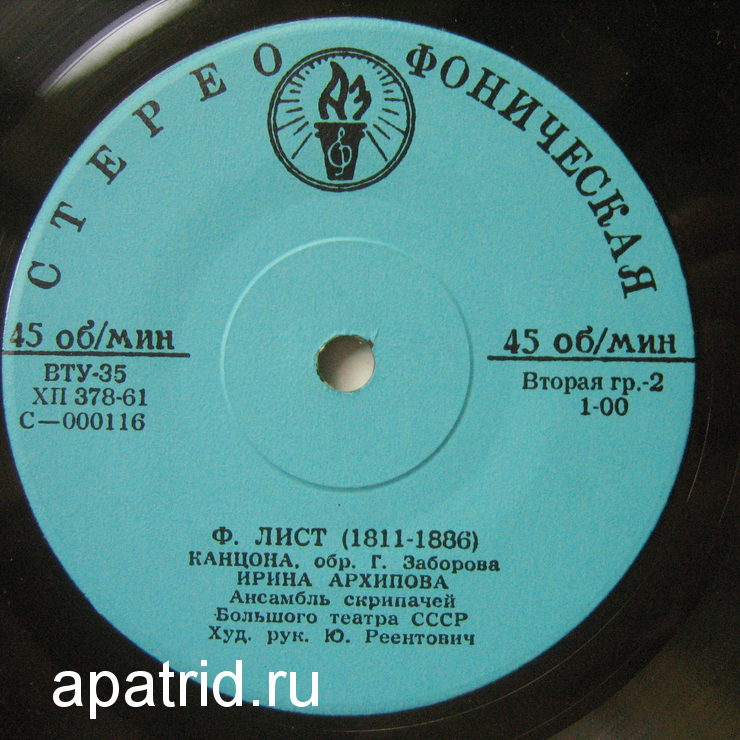 СТЕРЕОФОНИЧЕСКАЯ
АЗ
45 об/мин
ВТУ-35
ХП 378-61
С—000116
45 об/мин
Вторая гр.-2
1-00
Ф. ЛИСТ (1811-1886)
КАНЦОНА, обр. Г. Заборова
ИРИНА АРХИПОВА
Ансамбль скрипачей
Большого театра СССР
Худ. рук. Ю. Реентович
apatrid.ru